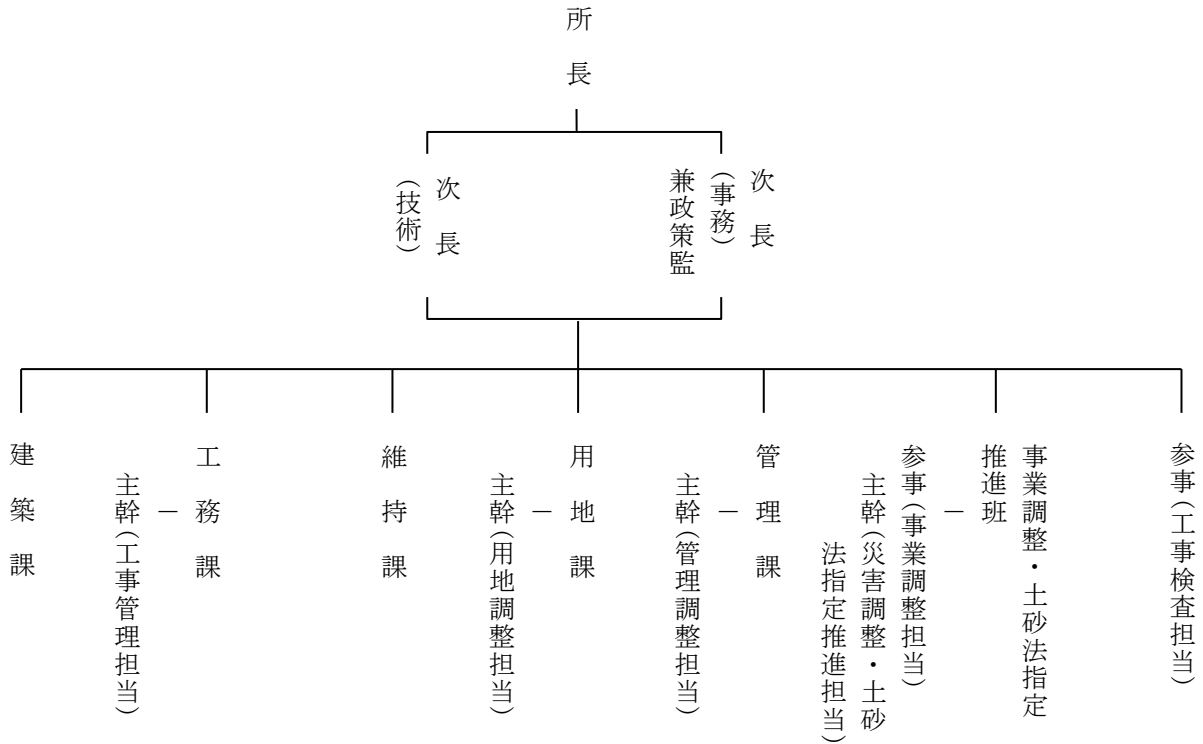 所長
次長
(事務)
兼政策監
次長
(技術)
参事(工事検査担当)
事業調整・土砂法指定
推進班
参事(事業調整担当)
主幹(災害調整・土砂
法指定推進担当)
管理課
主幹(管理調整担当)
用地課
主幹(用地調整担当)
維持課
工務課
主幹(工事管理担当)
建築課